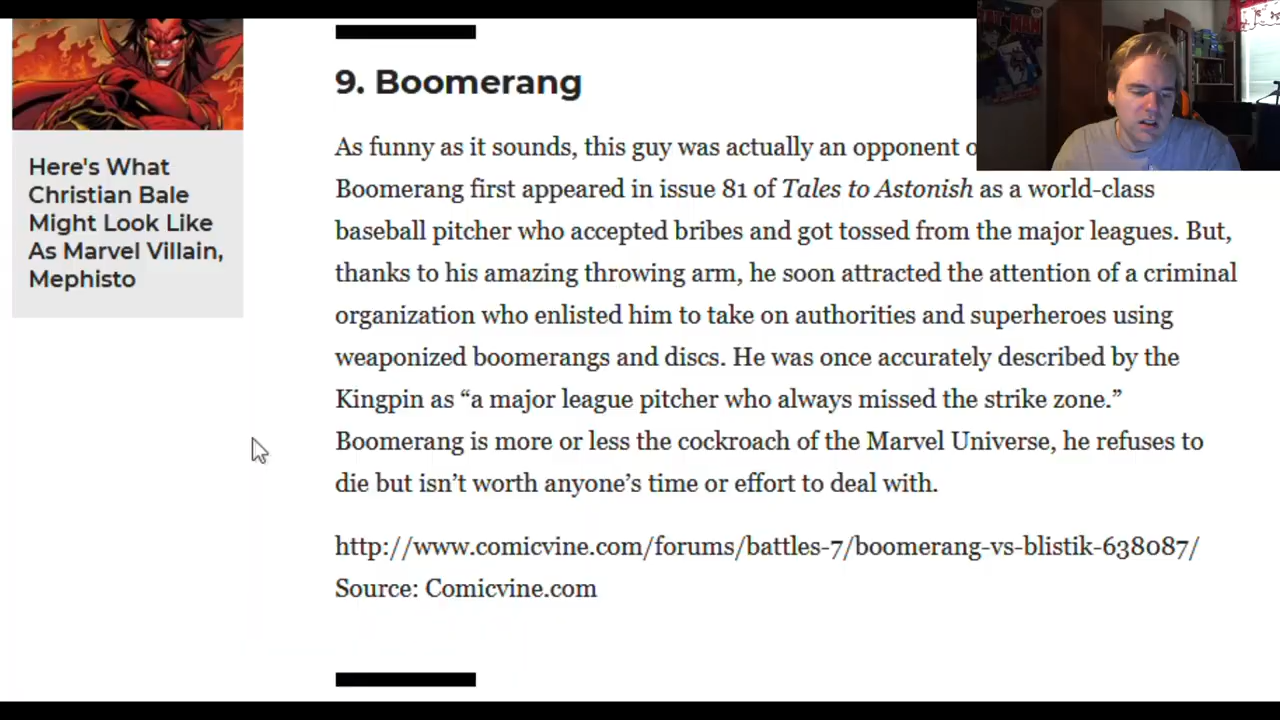 Here's What
Christian Bale
Might Look Like
As Marvel Villain,
Mephisto
9. Boomerang
As funny as it sounds, this guy was actually an opponent
Boomerang first appeared in issue 81 of Tales to Astonish as a world-class
baseball pitcher who accepted bribes and got tossed from the major leagues. But,
thanks to his amazing throwing arm, he soon attracted the attention of a criminal
organization who enlisted him to take on authorities and superheroes using
weaponized boomerangs and discs. He was once accurately described by the
Kingpin as “a major league pitcher who always missed the strike zone.”
Boomerang is more or less the cockroach of the Marvel Universe, he refuses to
die but isn’t worth anyone’s time or effort to deal with.
http://www.comicvine.com/forums/battles-7/boomerang-vs-blistik-638087/
Source: Comicvine.com